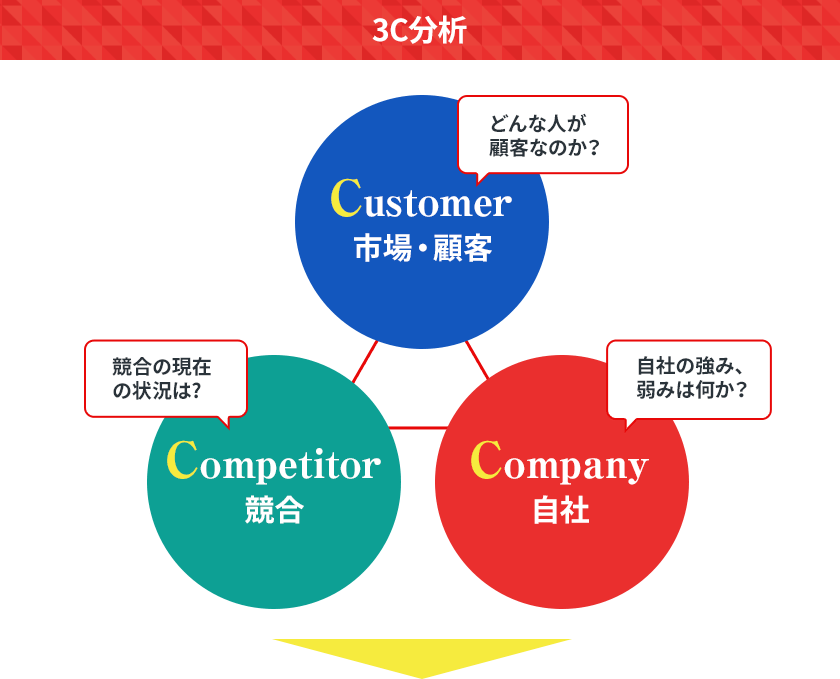 3C分析
どんな人が
顧客なのか？
Customer
市場・顧客
競合の現在
の状況は?
自社の強み、
弱みは何か？
Competitor
競合
Company
自社